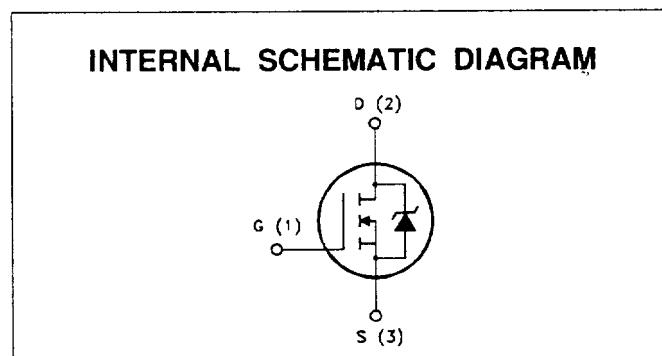 INTERNAL SCHEMATIC DIAGRAM
D (2)
G (1)
S (3)